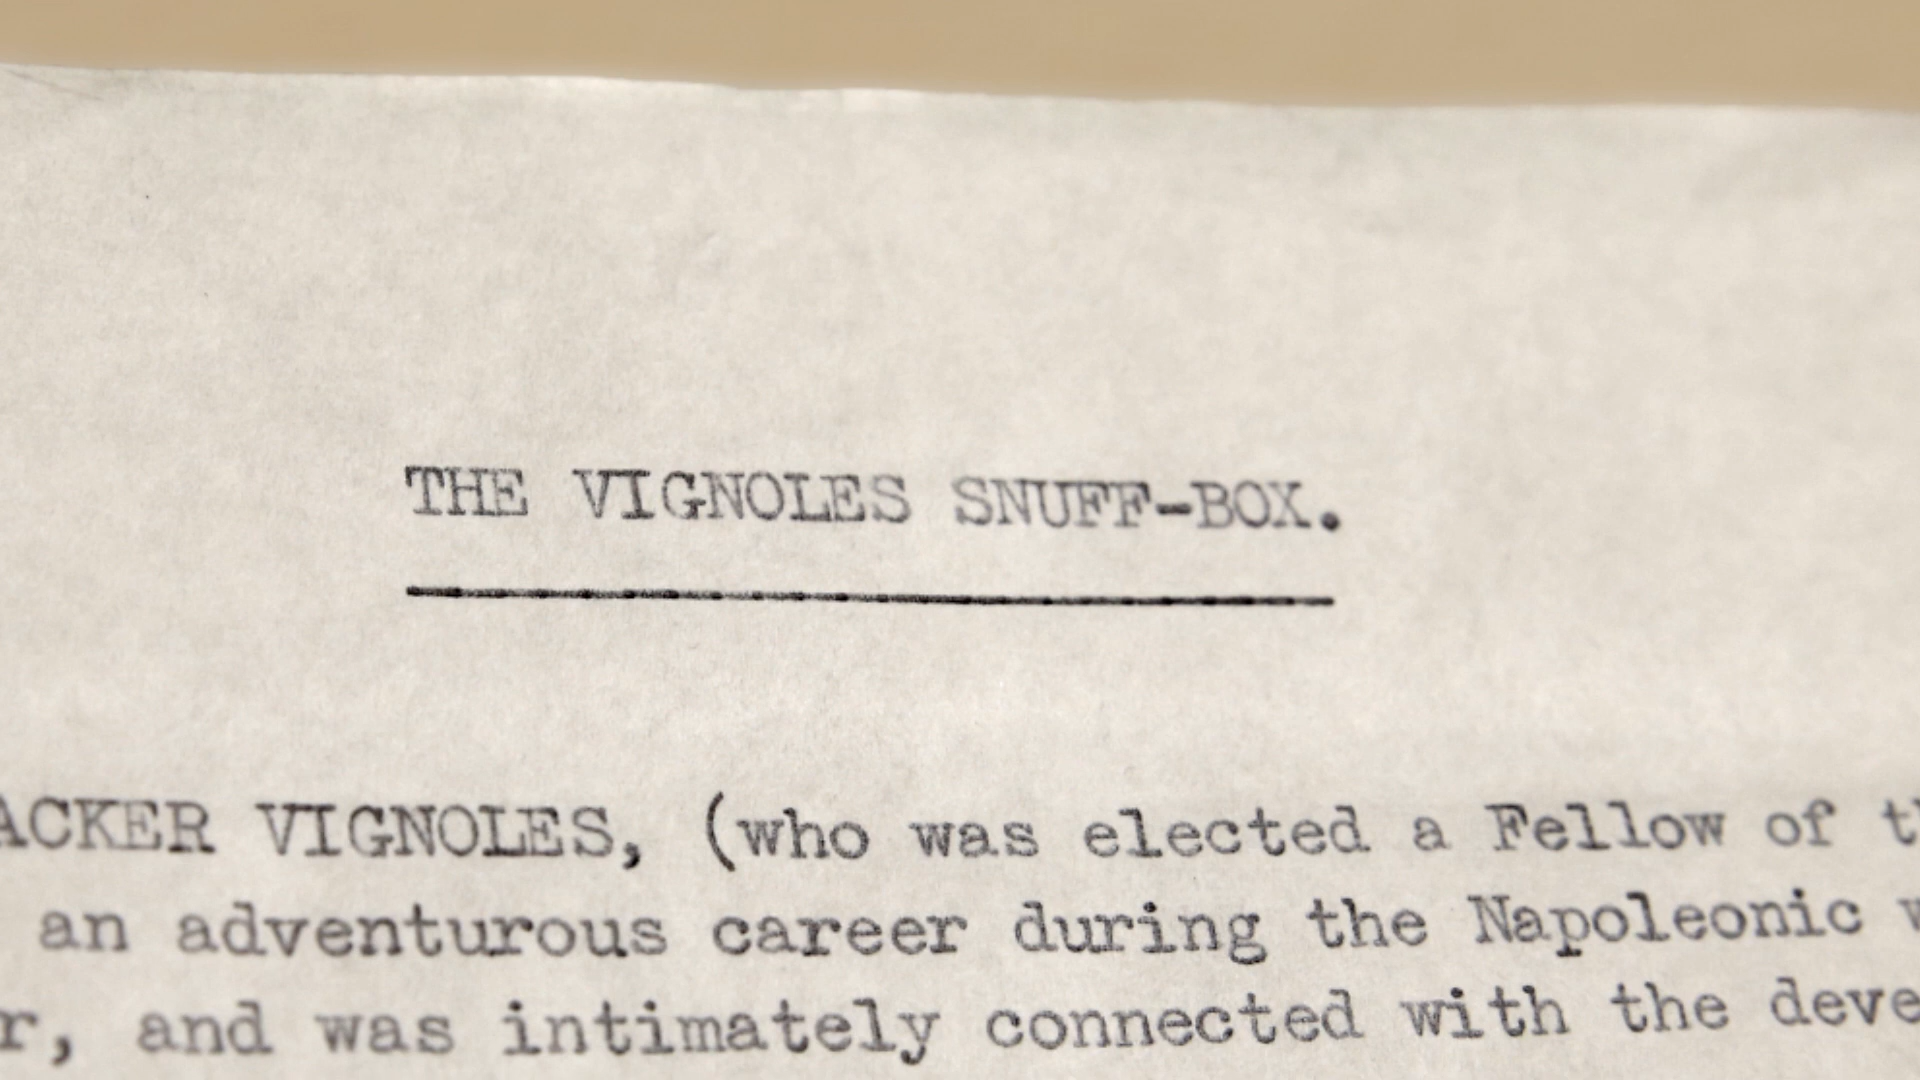 THE VIGNOLES SNUFF-BOX.
ACKER VIGNOLES, (who was elected a Fellow of th
an adventurous career during the Napoleonic w
r, and was intimately connected with the deve